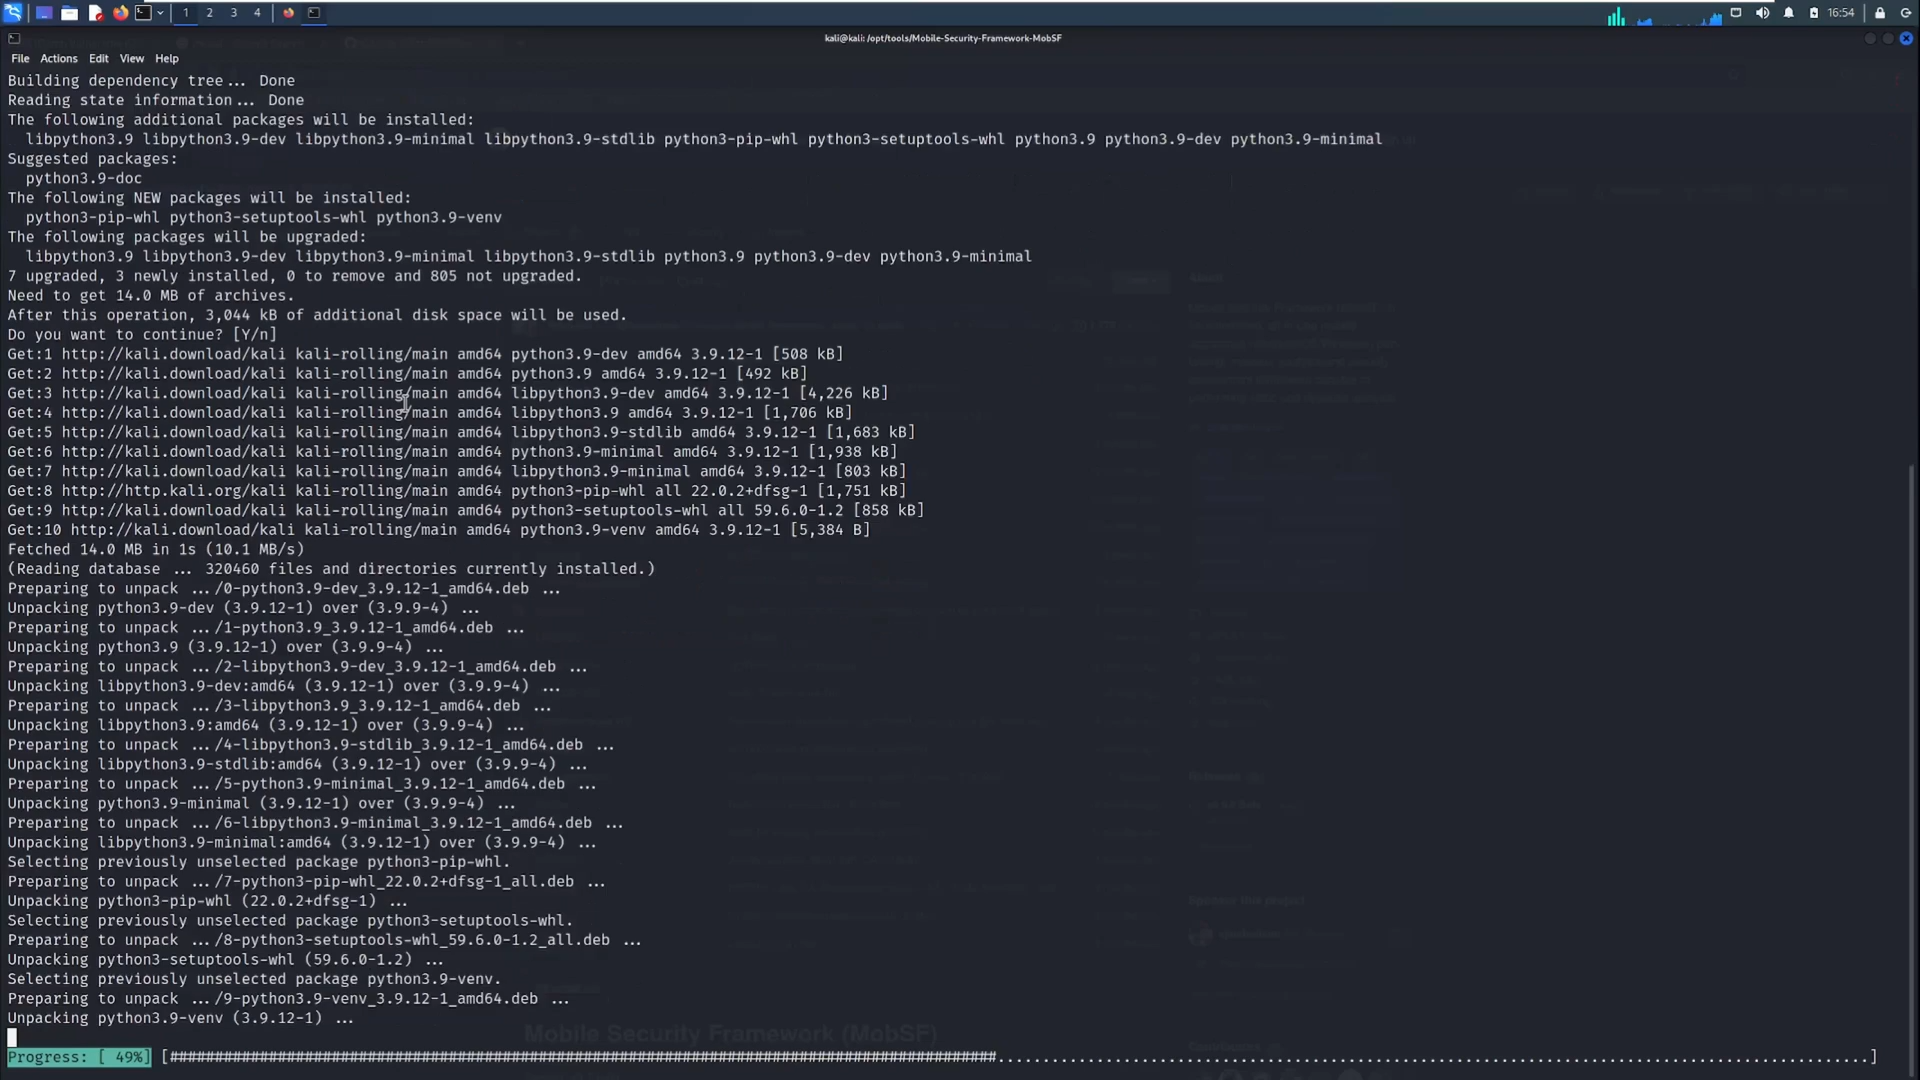 1 2 3 4
16:54
kali@kali: /opt/tools/Mobile-Security-Framework-MobSF
File Actions Edit View Help
Building dependency tree... Done
Reading state information... Done
The following additional packages will be installed:
libpython3.9 libpython3.9-dev libpython3.9-minimal libpython3.9-stdlib python3-pip-whl python3-setuptools-whl python3.9 python3.9-dev python3.9-minimal
Suggested packages:
python3.9-doc
The following NEW packages will be installed:
python3-pip-whl python3-setuptools-whl python3.9-venv
The following packages will be upgraded:
libpython3.9 libpython3.9-dev libpython3.9-minimal libpython3.9-stdlib python3.9 python3.9-dev python3.9-minimal
7 upgraded, 3 newly installed, 0 to remove and 805 not upgraded.
Need to get 14.0 MB of archives.
After this operation, 3,044 kB of additional disk space will be used.
Do you want to continue? [Y/n]
Get:1 http://kali.download/kali kali-rolling/main amd64 python3.9-dev amd64 3.9.12-1 [508 kB]
Get:2 http://kali.download/kali kali-rolling/main amd64 python3.9 amd64 3.9.12-1 [492 kB]
Get:3 http://kali.download/kali kali-rolling/main amd64 libpython3.9-dev amd64 3.9.12-1 [4,226 kB]
Get:4 http://kali.download/kali kali-rolling/main amd64 libpython3.9 amd64 3.9.12-1 [1,706 kB]
Get:5 http://kali.download/kali kali-rolling/main amd64 libpython3.9-stdlib amd64 3.9.12-1 [1,683 kB]
Get:6 http://kali.download/kali kali-rolling/main amd64 python3.9-minimal amd64 3.9.12-1 [1,938 kB]
Get:7 http://kali.download/kali kali-rolling/main amd64 libpython3.9-minimal amd64 3.9.12-1 [803 kB]
Get:8 http://http.kali.org/kali kali-rolling/main amd64 python3-pip-whl all 22.0.2+dfsg-1 [1,751 kB]
Get:9 http://kali.download/kali kali-rolling/main amd64 python3-setuptools-whl all 59.6.0-1.2 [858 kB]
Get:10 http://kali.download/kali kali-rolling/main amd64 python3.9-venv amd64 3.9.12-1 [5,384 B]
Fetched 14.0 MB in 1s (10.1 MB/s)
(Reading database ... 320460 files and directories currently installed.)
Preparing to unpack .../0-python3.9-dev_3.9.12-1_amd64.deb ...
Unpacking python3.9-dev (3.9.12-1) over (3.9.9-4) ...
Preparing to unpack .../1-python3.9_3.9.12-1_amd64.deb ...
Unpacking python3.9 (3.9.12-1) over (3.9.9-4) ...
Preparing to unpack .../2-libpython3.9-dev_3.9.12-1_amd64.deb ...
Unpacking libpython3.9-dev:amd64 (3.9.12-1) over (3.9.9-4) ...
Preparing to unpack .../3-libpython3.9_3.9.12-1_amd64.deb ...
Unpacking libpython3.9:amd64 (3.9.12-1) over (3.9.9-4) ...
Preparing to unpack .../4-libpython3.9-stdlib_3.9.12-1_amd64.deb ...
Unpacking libpython3.9-stdlib:amd64 (3.9.12-1) over (3.9.9-4) ...
Preparing to unpack .../5-python3.9-minimal_3.9.12-1_amd64.deb ...
Unpacking python3.9-minimal (3.9.12-1) over (3.9.9-4) ...
Preparing to unpack .../6-libpython3.9-minimal_3.9.12-1_amd64.deb ...
Unpacking libpython3.9-minimal:amd64 (3.9.12-1) over (3.9.9-4) ...
Selecting previously unselected package python3-pip-whl.
Preparing to unpack .../7-python3-pip-whl_22.0.2+dfsg-1_all.deb ...
Unpacking python3-pip-whl (22.0.2+dfsg-1) ...
Selecting previously unselected package python3-setuptools-whl.
Preparing to unpack .../8-python3-setuptools-whl_59.6.0-1.2_all.deb ...
Unpacking python3-setuptools-whl (59.6.0-1.2) ...
Selecting previously unselected package python3.9-venv.
Preparing to unpack .../9-python3.9-venv_3.9.12-1_amd64.deb ...
Unpacking python3.9-venv (3.9.12-1) ...
Mobile Security Framework (MobSF)
Progress: [ 49%]